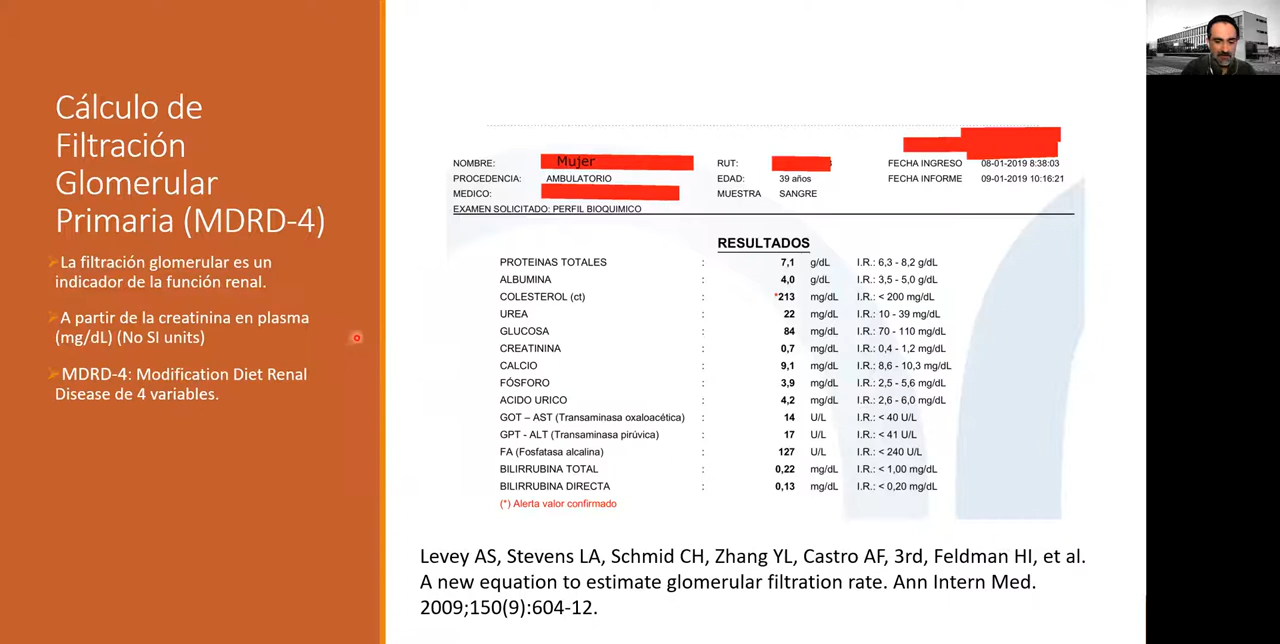 Cálculo de
Filtración
Glomerular
Primaria (MDRD-4)
La filtración glomerular es un
indicador de la función renal.
A partir de la creatinina en plasma
(mg/dL) (No SI units)
MDRD-4: Modification Diet Renal
Disease de 4 variables.
NOMBRE: Mujer RUT: FECHA INGRESO 08-01-2019 8:38:03
PROCEDENCIA: AMBULATORIO EDAD: 39 años FECHA INFORME 09-01-2019 10:16:21
MEDICO: MUESTRA SANGRE
EXAMEN SOLICITADO: PERFIL BIOQUIMICO
RESULTADOS
PROTEINAS TOTALES : 7,1 g/dL I.R.: 6,3 - 8,2 g/dL
ALBUMINA : 4,0 g/dL I.R.: 3,5 - 5,0 g/dL
COLESTEROL (ct) : *213 mg/dL I.R.: < 200 mg/dL
UREA : 22 mg/dL I.R.: 10 - 39 mg/dL
GLUCOSA : 84 mg/dL I.R.: 70 - 110 mg/dL
CREATININA : 0,7 mg/dL I.R.: 0,4 - 1,2 mg/dL
CALCIO : 9,1 mg/dL I.R.: 8,6 - 10,3 mg/dL
FÓSFORO : 3,9 mg/dL I.R.: 2,5 - 5,6 mg/dL
ACIDO URICO : 4,2 mg/dL I.R.: 2,6 - 6,0 mg/dL
GOT – AST (Transaminasa oxaloacética) : 14 U/L I.R.: < 40 U/L
GPT - ALT (Transaminasa pirúvica) : 17 U/L I.R.: < 41 U/L
FA (Fosfatasa alcalina) : 127 U/L I.R.: < 240 U/L
BILIRRUBINA TOTAL : 0,22 mg/dL I.R.: < 1,00 mg/dL
BILIRRUBINA DIRECTA : 0,13 mg/dL I.R.: < 0,20 mg/dL
(*) Alerta valor confirmado
Levey AS, Stevens LA, Schmid CH, Zhang YL, Castro AF, 3rd, Feldman HI, et al.
A new equation to estimate glomerular filtration rate. Ann Intern Med.
2009;150(9):604-12.